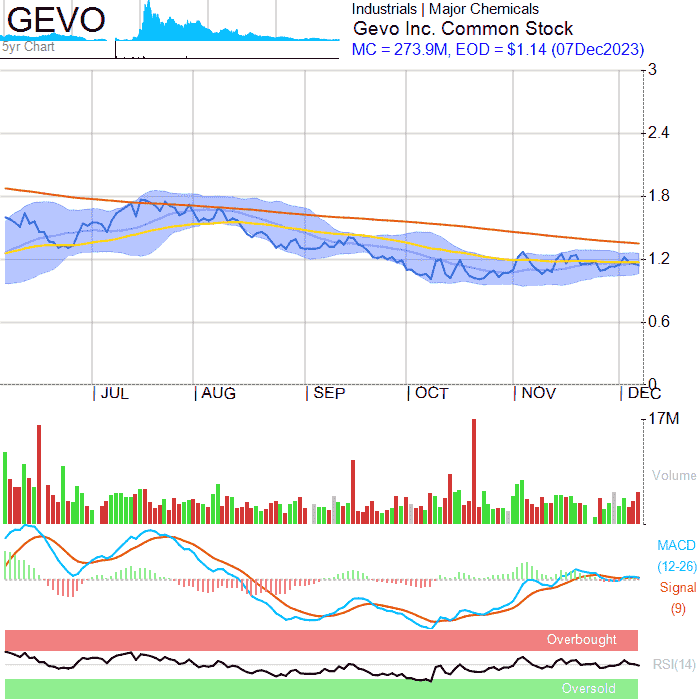 GEVO
5yr Chart
Industrials | Major Chemicals
Gevo Inc. Common Stock
MC = 273.9M, EOD = $1.14 (07Dec2023)
3
2.4
1.8
1.2
0.6
0
JUL AUG SEP OCT NOV DEC
17M
Volume
MACD
(12-26)
Signal
(9)
Overbought
RSI(14)
Oversold